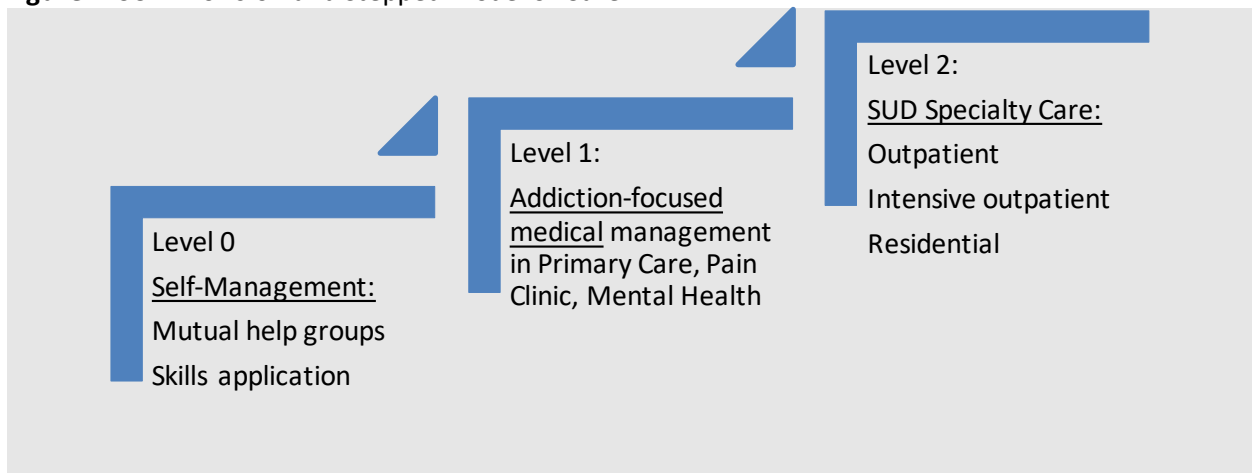 Level 0
Self-Management:
Mutual help groups
Skills application
Level 1:
Addiction-focused
medical management
in Primary Care, Pain
Clinic, Mental Health
Level 2:
SUD Specialty Care:
Outpatient
Intensive outpatient
Residential